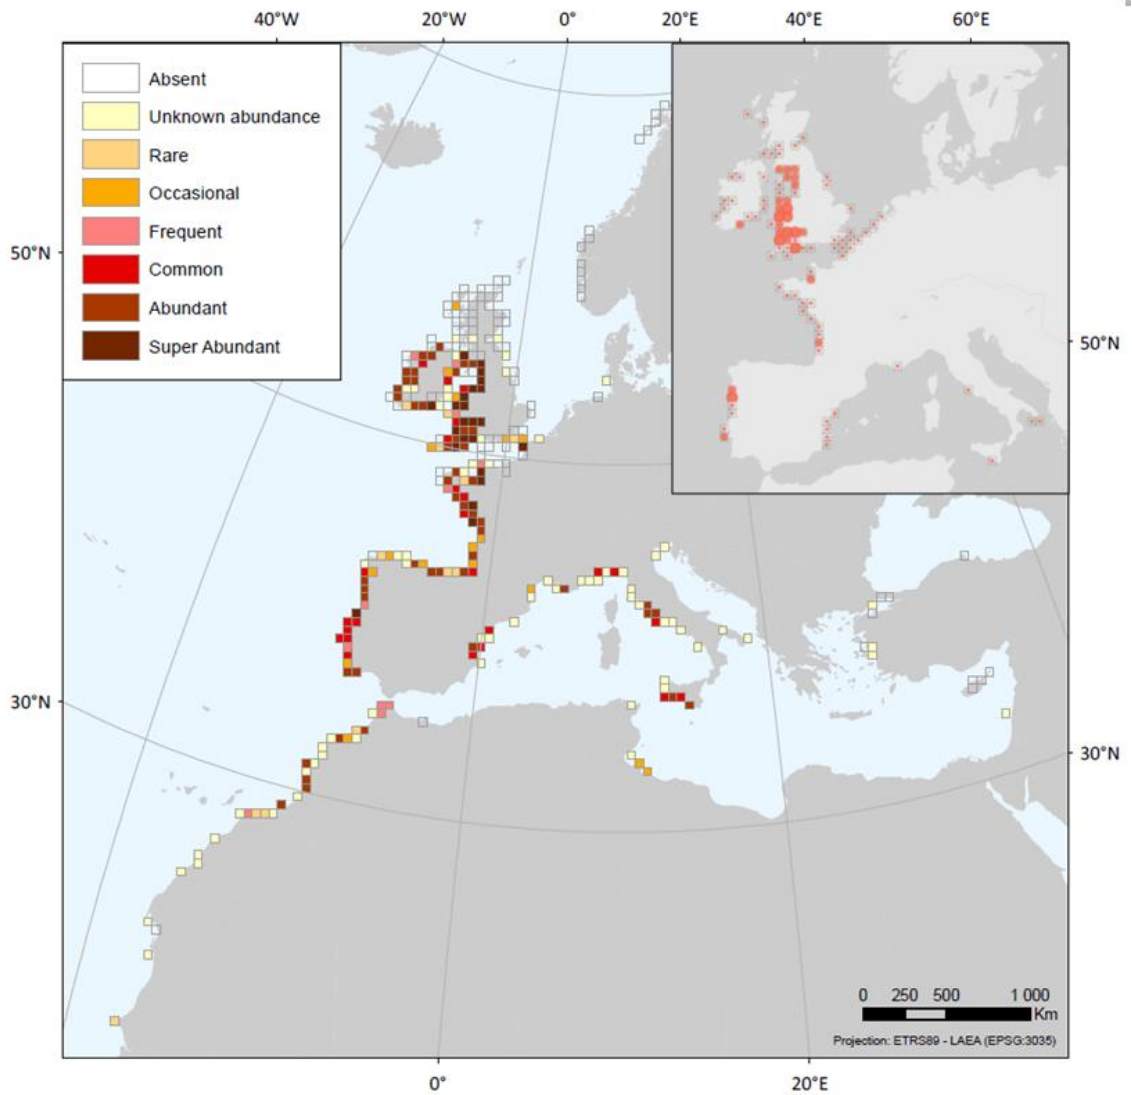 40°W 20°W 0° 20°E 40°E 60°E
Absent
Unknown abundance
Rare
Occasional
Frequent
Common
Abundant
Super Abundant
50°N
50°N
30°N
30°N
0 250 500 1 000
Km
Projection: ETRS89 - LAEA (EPSG:3035)
0° 20°E